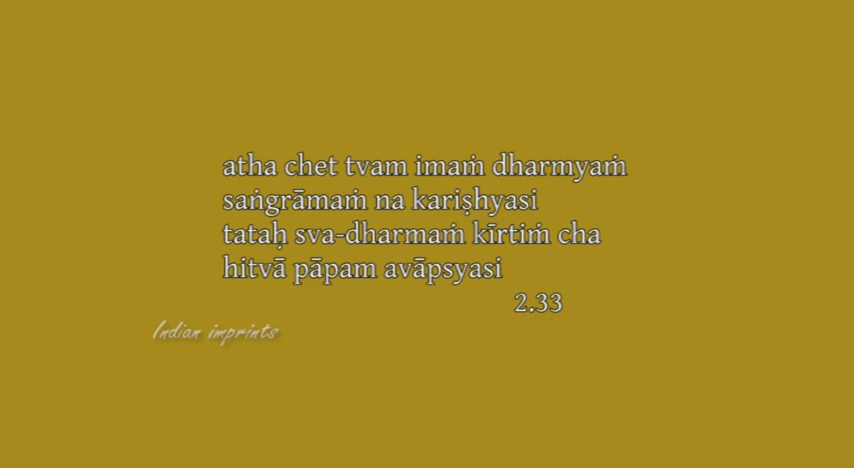 atha chet tvam imaṁ dharmyaṁ
saṅgrāmaṁ na kariṣhyasi
tataḥ sva-dharmaṁ kīrtiṁ cha
hitvā pāpam avāpsyasi
2.33
Indian imprints